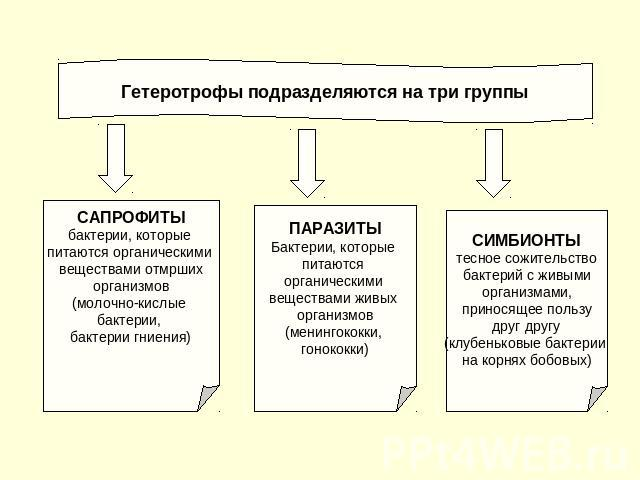 Гетеротрофы подразделяются на три группы
САПРОФИТЫ
бактерии, которые
питаются органическими
веществами отмрших
организмов
(молочно-кислые
бактерии,
бактерии гниения)
ПАРАЗИТЫ
Бактерии, которые
питаются
органическими
веществами живых
организмов
(менингококки,
гонококки)
СИМБИОНТЫ
тесное сожительство
бактерий с живыми
организмами,
приносящее пользу
друг другу
(клубеньковые бактерии
на корнях бобовых)
PPt4WEB.ru